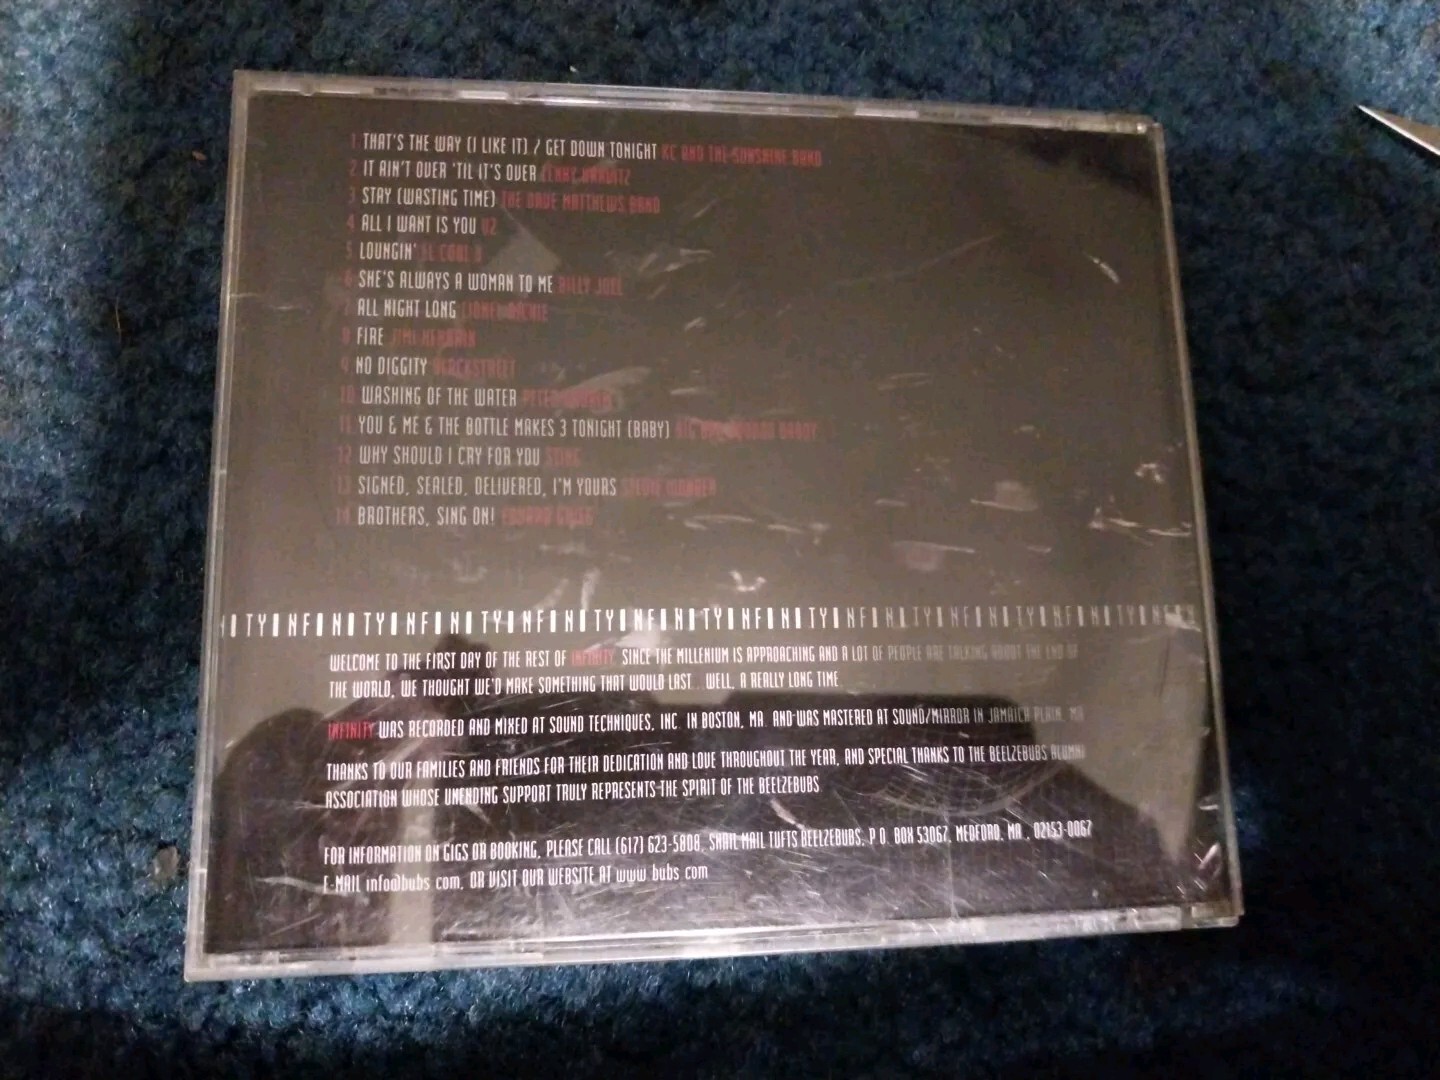 1 THAT'S THE WAY (I LIKE IT) / GET DOWN TONIGHT KC AND THE SUNSHINE BAND
2 IT AIN'T OVER 'TIL IT'S OVER LENNY KRAVITZ
3 STAY (WASTING TIME) THE DAVE MATTHEWS BAND
4 ALL I WANT IS YOU U2
5 LOUNGIN' LL COOL J
6 SHE'S ALWAYS A WOMAN TO ME BILLY JOEL
7 ALL NIGHT LONG LIONEL RICHIE
8 FIRE JIMI HENDRIX
9 NO DIGGITY BLACKSTREET
10 WASHING OF THE WATER PETER GABRIEL
11 YOU & ME & THE BOTTLE MAKES 3 TONIGHT (BABY) BIG BAD VOODOO DADDY
12 WHY SHOULD I CRY FOR YOU STING
13 SIGNED, SEALED, DELIVERED, I'M YOURS STEVIE WONDER
14 BROTHERS, SING ON! EDVARD GRIEG
INITYINFINITYINFINITYINFINITYINFINITYINFINITYINFINITYINFINITYINFINITYINFI
WELCOME TO THE FIRST DAY OF THE REST OF INFINITY. SINCE THE MILLENIUM IS APPROACHING AND A LOT OF PEOPLE ARE TALKING ABOUT THE END OF
THE WORLD, WE THOUGHT WE'D MAKE SOMETHING THAT WOULD LAST... WELL, A REALLY LONG TIME.
INFINITY WAS RECORDED AND MIXED AT SOUND TECHNIQUES, INC. IN BOSTON, MA. AND WAS MASTERED AT SOUND/MIRROR IN JAMAICA PLAIN, MA
THANKS TO OUR FAMILIES AND FRIENDS FOR THEIR DEDICATION AND LOVE THROUGHOUT THE YEAR, AND SPECIAL THANKS TO THE BEELZEBUBS ALUMNI
ASSOCIATION WHOSE UNENDING SUPPORT TRULY REPRESENTS THE SPIRIT OF THE BEELZEBUBS
FOR INFORMATION ON GIGS OR BOOKING, PLEASE CALL (617) 623-5808, SNAIL MAIL TUFTS BEELZEBUBS, P.O. BOX 53067, MEDFORD, MA., 02153-0067
E-MAIL info@bubs.com, OR VISIT OUR WEBSITE AT www.bubs.com